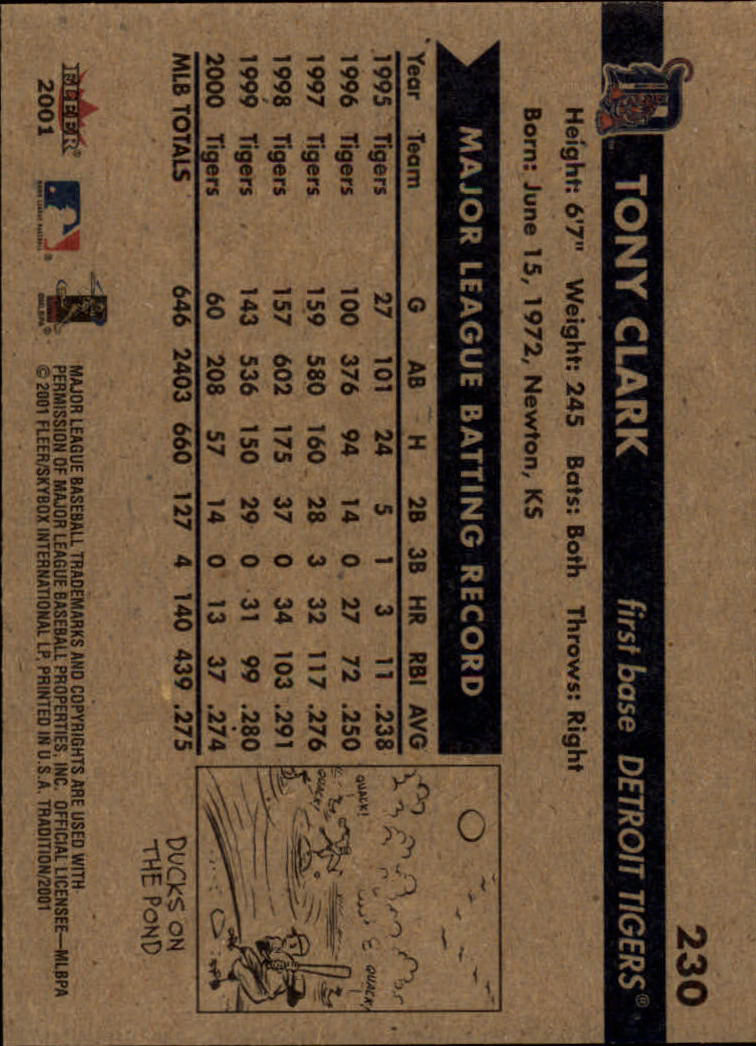 230
TONY CLARK first base DETROIT TIGERS®
Height: 6'7" Weight: 245 Bats: Both Throws: Right
Born: June 15, 1972, Newton, KS
MAJOR LEAGUE BATTING RECORD
Year Team G AB H 2B 3B HR RBI AVG
1995 Tigers 27 101 24 5 1 3 11 .238
1996 Tigers 100 376 94 14 0 27 72 .250
1997 Tigers 159 580 160 28 3 32 117 .276
1998 Tigers 157 602 175 37 0 34 103 .291
1999 Tigers 143 536 150 29 0 31 99 .280
2000 Tigers 60 208 57 14 0 13 37 .274
MLB TOTALS 646 2403 660 127 4 140 439 .275
QUACK!
QUACK!
QUACK!
DUCKS ON
THE POND
FLEER®
2001
MAJOR LEAGUE BASEBALL®
MLBPA
MAJOR LEAGUE BASEBALL TRADEMARKS AND COPYRIGHTS ARE USED WITH
PERMISSION OF MAJOR LEAGUE BASEBALL PROPERTIES, INC. OFFICIAL LICENSEE—MLBPA
© 2001 FLEER/SKYBOX INTERNATIONAL LP. PRINTED IN U.S.A. TRADITION/2001